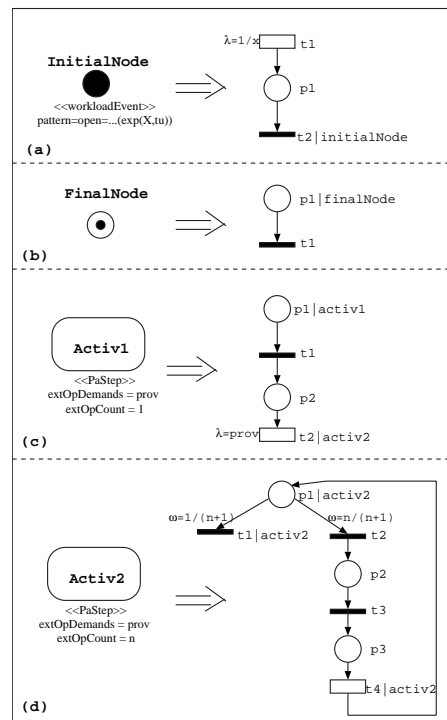 λ=1/x
t1
InitialNode
p1
<<workloadEvent>>
pattern=open=...(exp(X,tu))
t2|initialNode
(a)
FinalNode
p1|finalNode
t1
(b)
p1|activ1
Activ1
t1
<<PaStep>>
extOpDemands = prov
extOpCount = 1
p2
λ=prov
t2|activ2
(c)
p1|activ2
ω=1/(n+1)
ω=n/(n+1)
t1|activ2
t2
Activ2
p2
<<PaStep>>
extOpDemands = prov
extOpCount = n
t3
p3
t4|activ2
(d)